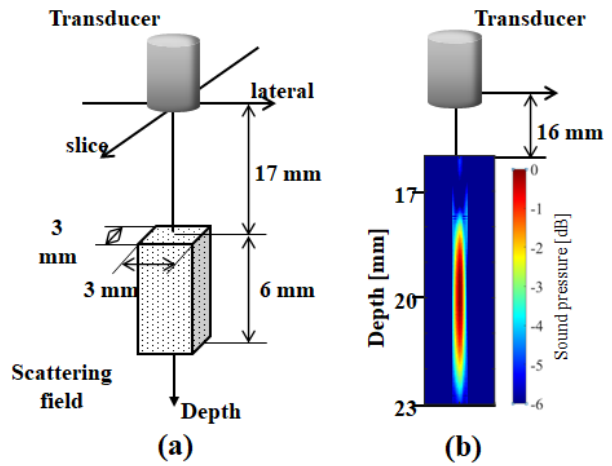 Transducer
lateral
slice
17 mm
3
mm
3 mm
6 mm
Scattering
field
Depth
(a)
Transducer
16 mm
17
20
23
Depth [mm]
0
-1
-2
-3
-4
-5
-6
Sound pressure [dB]
(b)